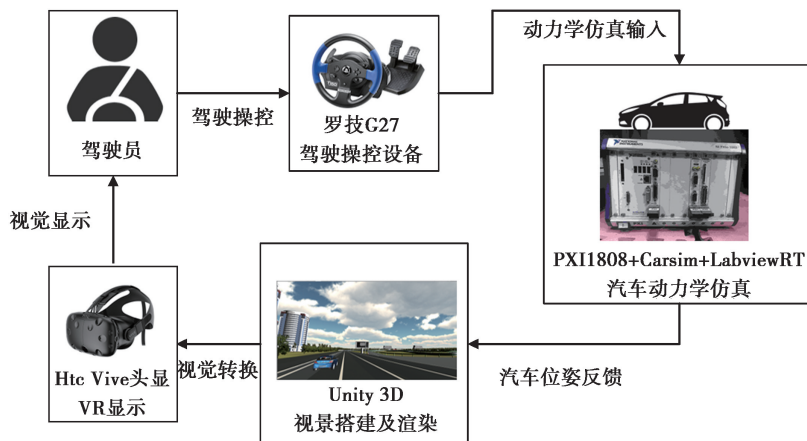 驾驶员
驾驶操控
罗技G27
驾驶操控设备
动力学仿真输入
PXI1808+Carsim+LabviewRT
汽车动力学仿真
汽车位姿反馈
Unity 3D
视景搭建及渲染
视觉转换
Htc Vive头显
VR显示
视觉显示